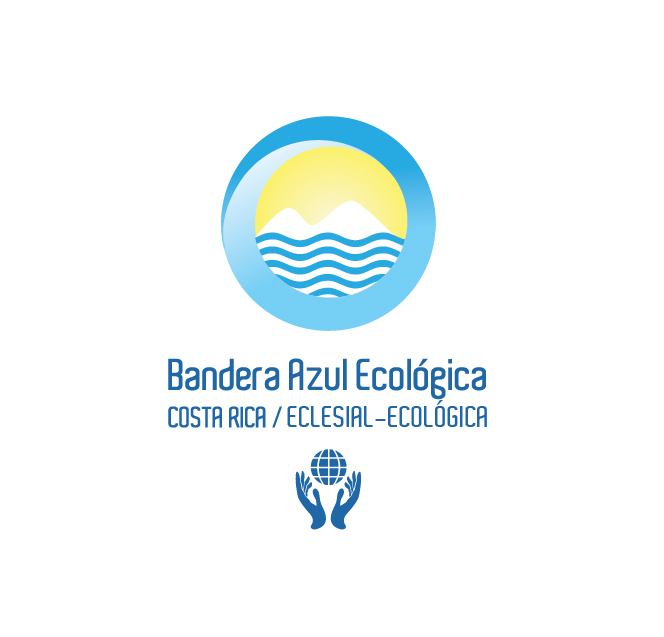 Bandera Azul Ecológica
COSTA RICA / ECLESIAL-ECOLÓGICA